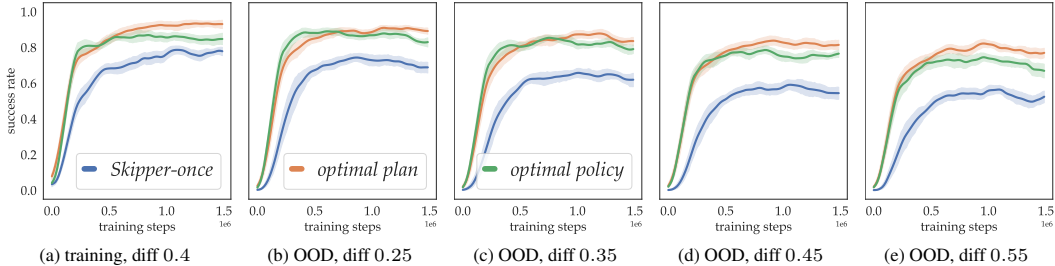 success rate
1.0
0.8
0.6
0.4
0.2
0.0
Skipper-once
optimal plan
optimal policy
0.0 0.5 1.0 1.5
training steps
1e6
0.0 0.5 1.0 1.5
training steps
1e6
0.0 0.5 1.0 1.5
training steps
1e6
0.0 0.5 1.0 1.5
training steps
1e6
0.0 0.5 1.0 1.5
training steps
1e6
(a) training, diff 0.4
(b) OOD, diff 0.25
(c) OOD, diff 0.35
(d) OOD, diff 0.45
(e) OOD, diff 0.55